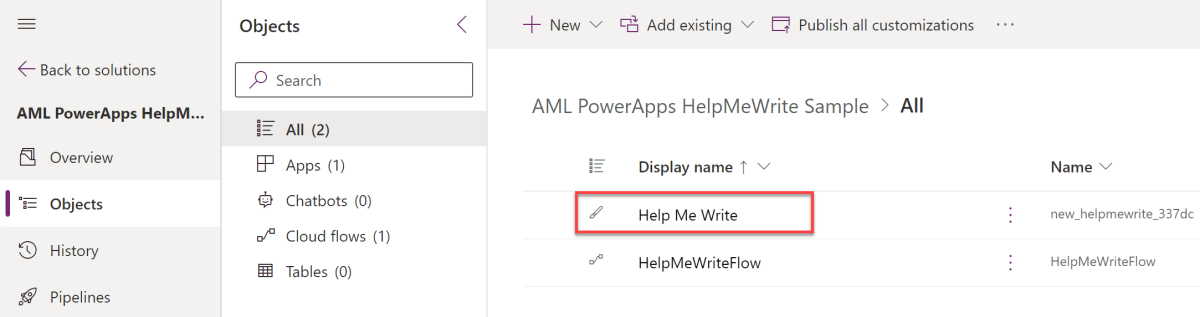 Back to solutions
AML PowerApps HelpM...
Overview
Objects
History
Pipelines
Objects
Search
All (2)
Apps (1)
Chatbots (0)
Cloud flows (1)
Tables (0)
New
Add existing
Publish all customizations
...
AML PowerApps HelpMeWrite Sample > All
Display name ↑ Name
Help Me Write new_helpmewrite_337dc
HelpMeWriteFlow HelpMeWriteFlow